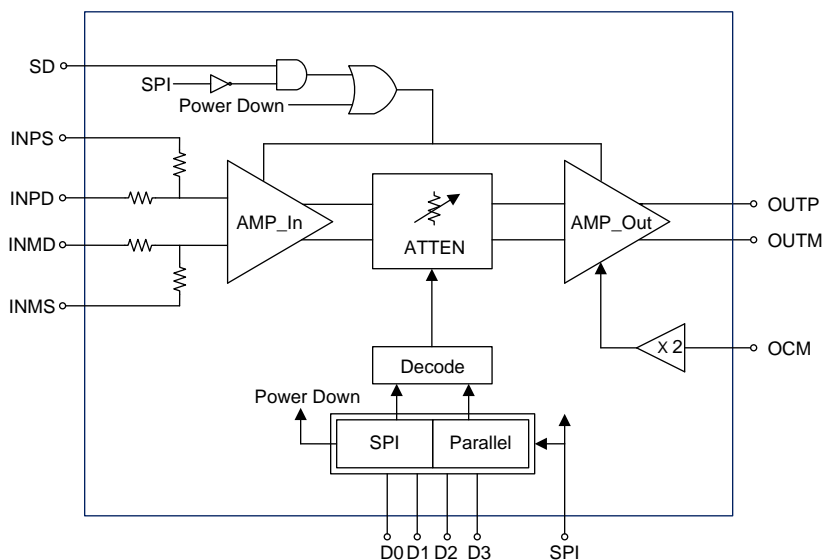 SD
SPI
Power Down
INPS
INPD
INMD
INMS
AMP_In
ATTEN
AMP_Out
OUTP
OUTM
X 2
OCM
Decode
Power Down
SPI
Parallel
D0 D1 D2 D3
SPI